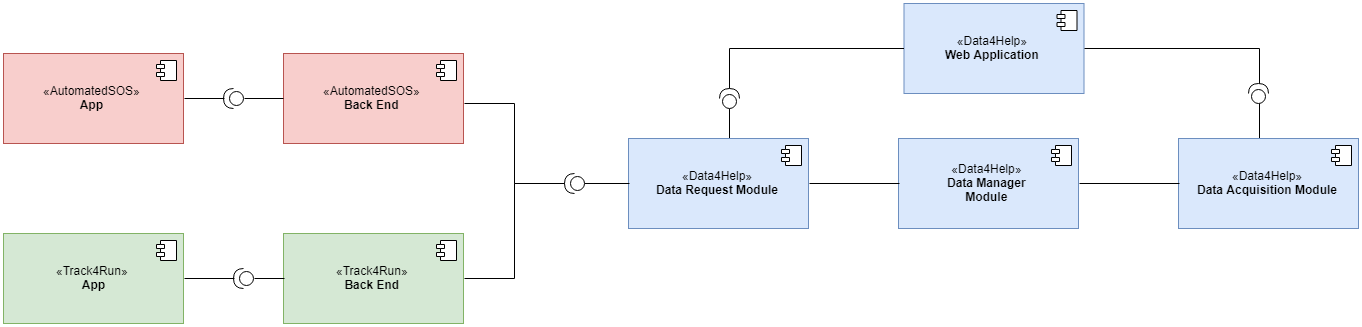 «AutomatedSOS»
App
«AutomatedSOS»
Back End
«Data4Help»
Web Application
«Data4Help»
Data Request Module
«Data4Help»
Data Manager
Module
«Data4Help»
Data Acquisition Module
«Track4Run»
App
«Track4Run»
Back End